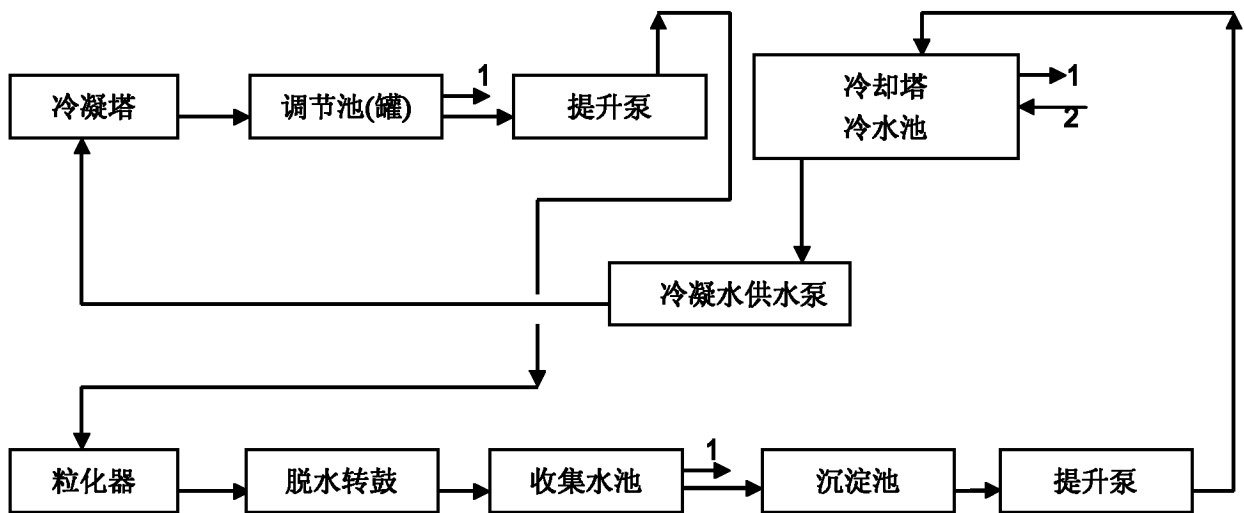 1
冷凝塔
调节池(罐)
提升泵
冷却塔
冷水池
1
2
冷凝水供水泵
1
粒化器
脱水转鼓
收集水池
沉淀池
提升泵